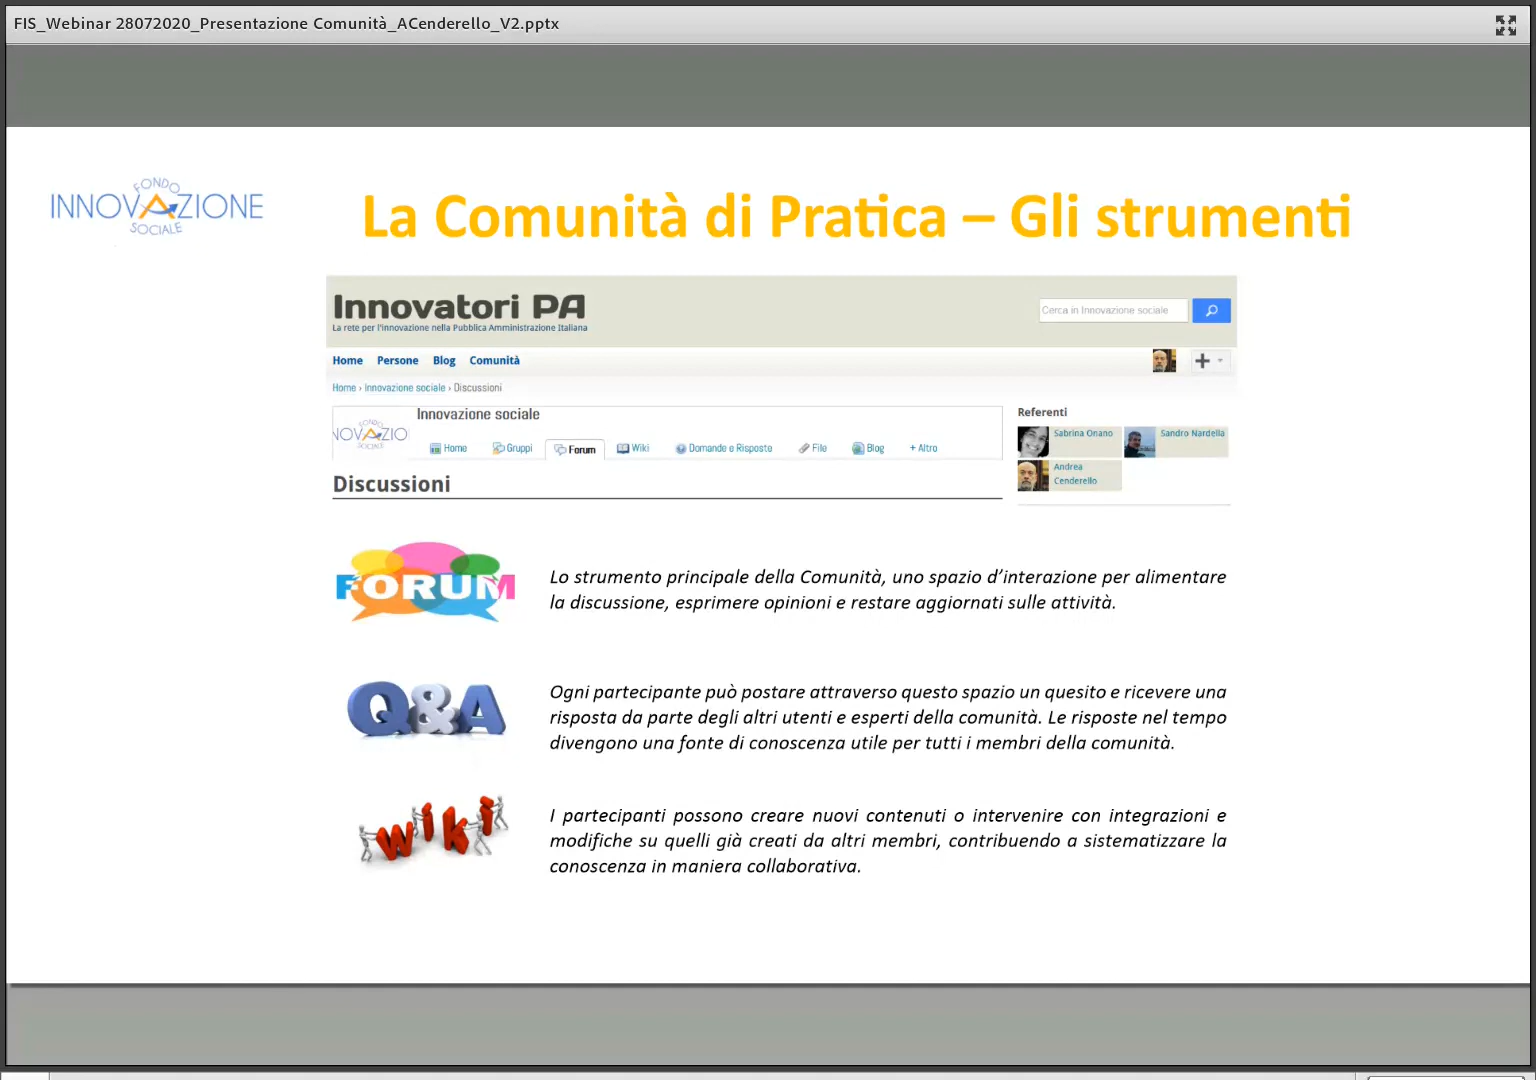 FIS_Webinar 28072020_Presentazione Comunità_ACenderello_V2.pptx
FONDO
INNOVAZIONE
SOCIALE
La Comunità di Pratica – Gli strumenti
Innovatori PA
La rete per l'Innovazione nella Pubblica Amministrazione Italiana
Cerca in Innovazione sociale
Home Persone Blog Comunità
Home › Innovazione sociale › Discussioni
FONDO
NOVAZIO
SOCIALE
Innovazione sociale
Home Gruppi Forum Wiki Domande e Risposte File Blog + Altro
Discussioni
Referenti
Sabrina Onano
Sandro Nardella
Andrea
Cenderello
FORUM
Lo strumento principale della Comunità, uno spazio d’interazione per alimentare
la discussione, esprimere opinioni e restare aggiornati sulle attività.
Q&A
Ogni partecipante può postare attraverso questo spazio un quesito e ricevere una
risposta da parte degli altri utenti e esperti della comunità. Le risposte nel tempo
divengono una fonte di conoscenza utile per tutti i membri della comunità.
wiki
I partecipanti possono creare nuovi contenuti o intervenire con integrazioni e
modifiche su quelli già creati da altri membri, contribuendo a sistematizzare la
conoscenza in maniera collaborativa.